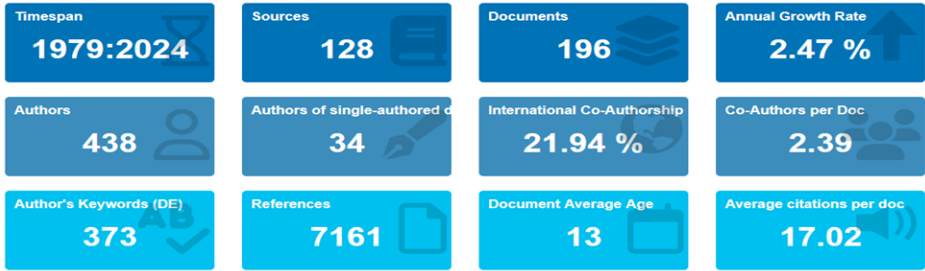 Timespan
1979:2024
Sources
128
Documents
196
Annual Growth Rate
2.47 %
Authors
438
Authors of single-authored d
34
International Co-Authorship
21.94 %
Co-Authors per Doc
2.39
Author's Keywords (DE)
373
AB
References
7161
Document Average Age
13
Average citations per doc
17.02